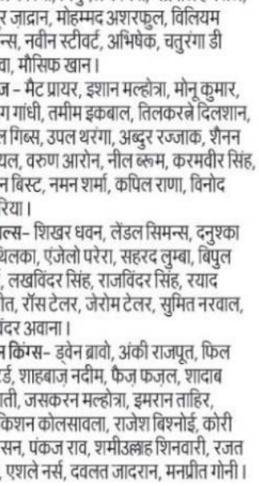 र ज़ाद्रान, मोहम्मद अशरफुल, विलियम
न्स, नवीन स्टीवर्ट, अभिषेक, चतुरंगा डी
वा, मौसिफ खान।
ज – मैट प्रायर, इशान मल्होत्रा, मोनू कुमार,
ग गांधी, तमीम इकबाल, तिलकरत्ने दिलशान,
ल गिब्स, उपल थरंगा, अब्दुर रज्जाक, शैनन
यल, वरुण आरोन, नील ब्रूम, करमवीर सिंह,
न बिस्ट, नमन शर्मा, कपिल राणा, विनोद
रिया।
ल्स– शिखर धवन, लेंडल सिमन्स, दनुश्का
थिलका, एंजेलो परेरा, सहरद लुम्बा, बिपुल
, लखविंदर सिंह, राजविंदर सिंह, रयाद
ीत, रॉस टेलर, जेरोम टेलर, सुमित नरवाल,
ंदर अवाना।
न किंग्स– ड्वेन ब्रावो, अंकी राजपूत, फिल
टर्ड, शाहबाज़ नदीम, फैज़ फज़ल, शादाब
ाती, जसकरन मल्होत्रा, इमरान ताहिर,
किशन कोलसावला, राजेश बिश्नोई, कोरी
सन, पंकज राव, शमीउल्लाह शिनवारी, रजत
, एशले नर्स, दवलत जादरान, मनप्रीत गोनी।